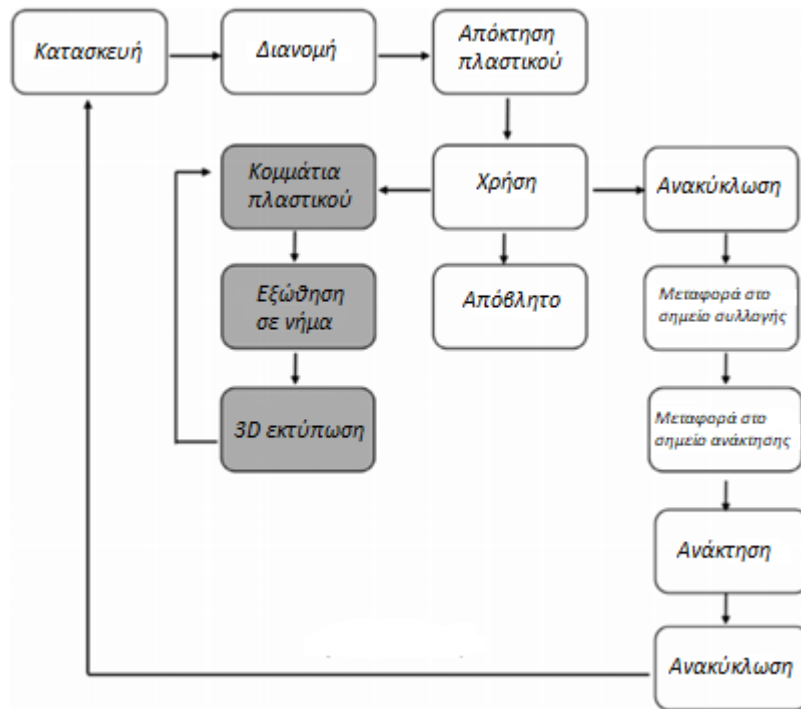 Κατασκευή
Διανομή
Απόκτηση
πλαστικού
Κομμάτια
πλαστικού
Χρήση
Ανακύκλωση
Εξώθηση
σε νήμα
Απόβλητο
Μεταφορά στο
σημείο συλλογής
3D εκτύπωση
Μεταφορά στο
σημείο ανάκτησης
Ανάκτηση
Ανακύκλωση